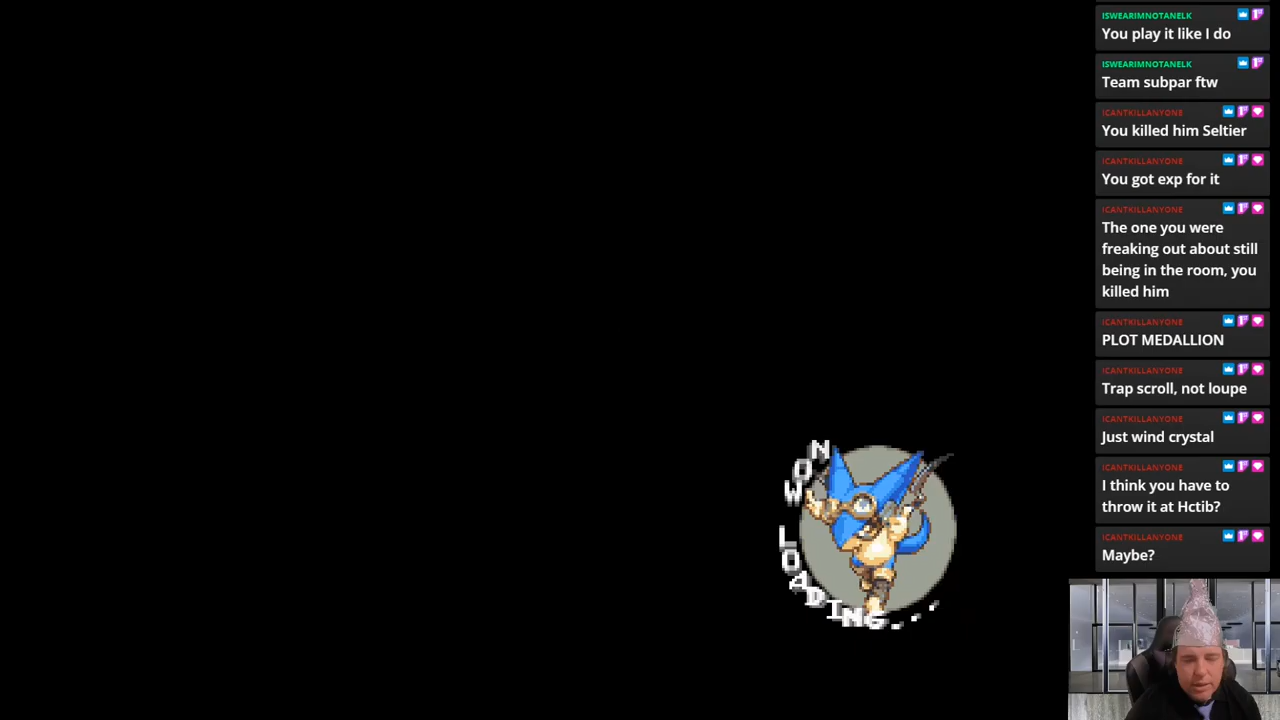 ISWEARIMNOTANELK
You play it like I do
ISWEARIMNOTANELK
Team subpar ftw
ICANTKILLANYONE
You killed him Seltier
ICANTKILLANYONE
You got exp for it
ICANTKILLANYONE
The one you were
freaking out about still
being in the room, you
killed him
ICANTKILLANYONE
PLOT MEDALLION
ICANTKILLANYONE
Trap scroll, not loupe
ICANTKILLANYONE
Just wind crystal
ICANTKILLANYONE
I think you have to
throw it at Hctib?
ICANTKILLANYONE
Maybe?
NOW LOADING...